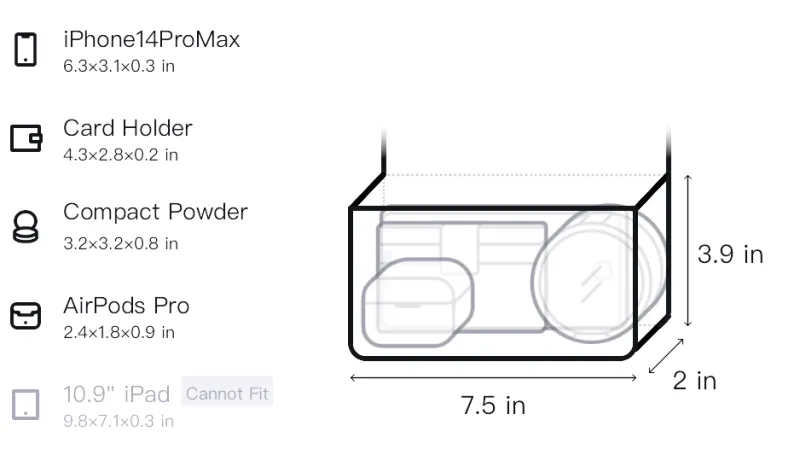 iPhone14ProMax
6.3×3.1×0.3 in
Card Holder
4.3×2.8×0.2 in
Compact Powder
3.2×3.2×0.8 in
AirPods Pro
2.4×1.8×0.9 in
10.9" iPad Cannot Fit
9.8×7.1×0.3 in
3.9 in
2 in
7.5 in